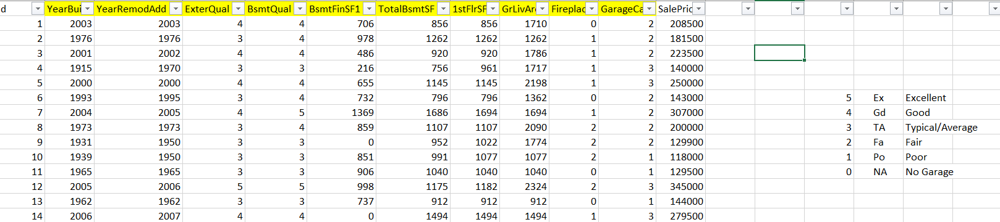 d YearBui YearRemodAdd ExterQual BsmtQual BsmtFinSF1 TotalBsmtSF 1stFlrSF GrLivAre Fireplac GarageCa SalePric
1 2003 2003 4 4 706 856 856 1710 0 2 208500
2 1976 1976 3 4 978 1262 1262 1262 1 2 181500
3 2001 2002 4 4 486 920 920 1786 1 2 223500
4 1915 1970 3 3 216 756 961 1717 1 3 140000
5 2000 2000 4 4 655 1145 1145 2198 1 3 250000
6 1993 1995 3 4 732 796 796 1362 0 2 143000 5 Ex Excellent
7 2004 2005 4 5 1369 1686 1694 1694 1 2 307000 4 Gd Good
8 1973 1973 3 4 859 1107 1107 2090 2 2 200000 3 TA Typical/Average
9 1931 1950 3 3 0 952 1022 1774 2 2 129900 2 Fa Fair
10 1939 1950 3 3 851 991 1077 1077 2 1 118000 1 Po Poor
11 1965 1965 3 3 906 1040 1040 1040 0 1 129500 0 NA No Garage
12 2005 2006 5 5 998 1175 1182 2324 2 3 345000
13 1962 1962 3 3 737 912 912 912 0 1 144000
14 2006 2007 4 4 0 1494 1494 1494 1 3 279500